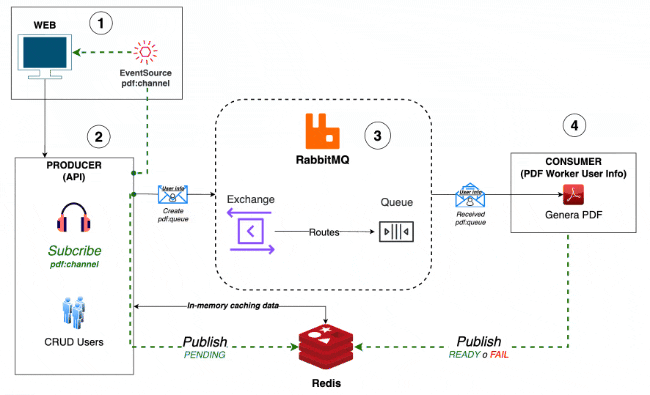 1
WEB
EventSource
pdf:channel
2
PRODUCER
(API)
Subcribe
pdf:channel
CRUD Users
User Info
Create
pdf:queue
RabbitMQ
3
Exchange
Routes
Queue
User Info
Received
pdf:queue
4
CONSUMER
(PDF Worker User Info)
Genera PDF
In-memory caching data
Publish
PENDING
Redis
Publish
READY o FAIL